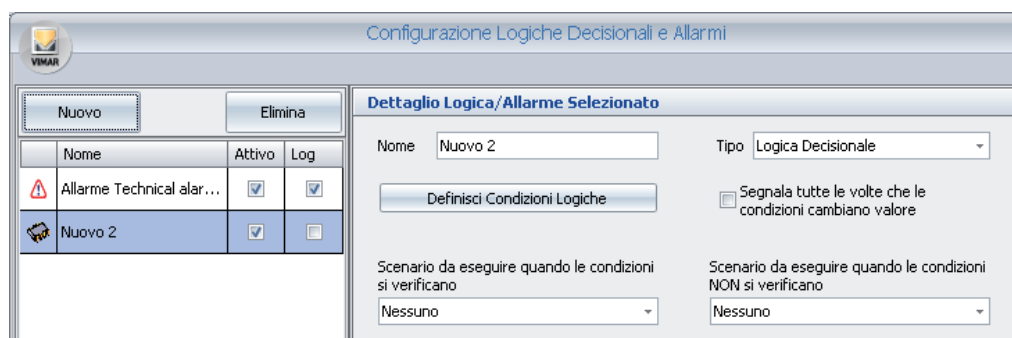 Configurazione Logiche Decisionali e Allarmi
VIMAR
Nuovo
Elimina
Nome Attivo Log
Allarme Technical alar...
Nuovo 2
Dettaglio Logica/Allarme Selezionato
Nome Nuovo 2
Tipo Logica Decisionale
Definisci Condizioni Logiche
Segnala tutte le volte che le
condizioni cambiano valore
Scenario da eseguire quando le condizioni
si verificano
Nessuno
Scenario da eseguire quando le condizioni
NON si verificano
Nessuno